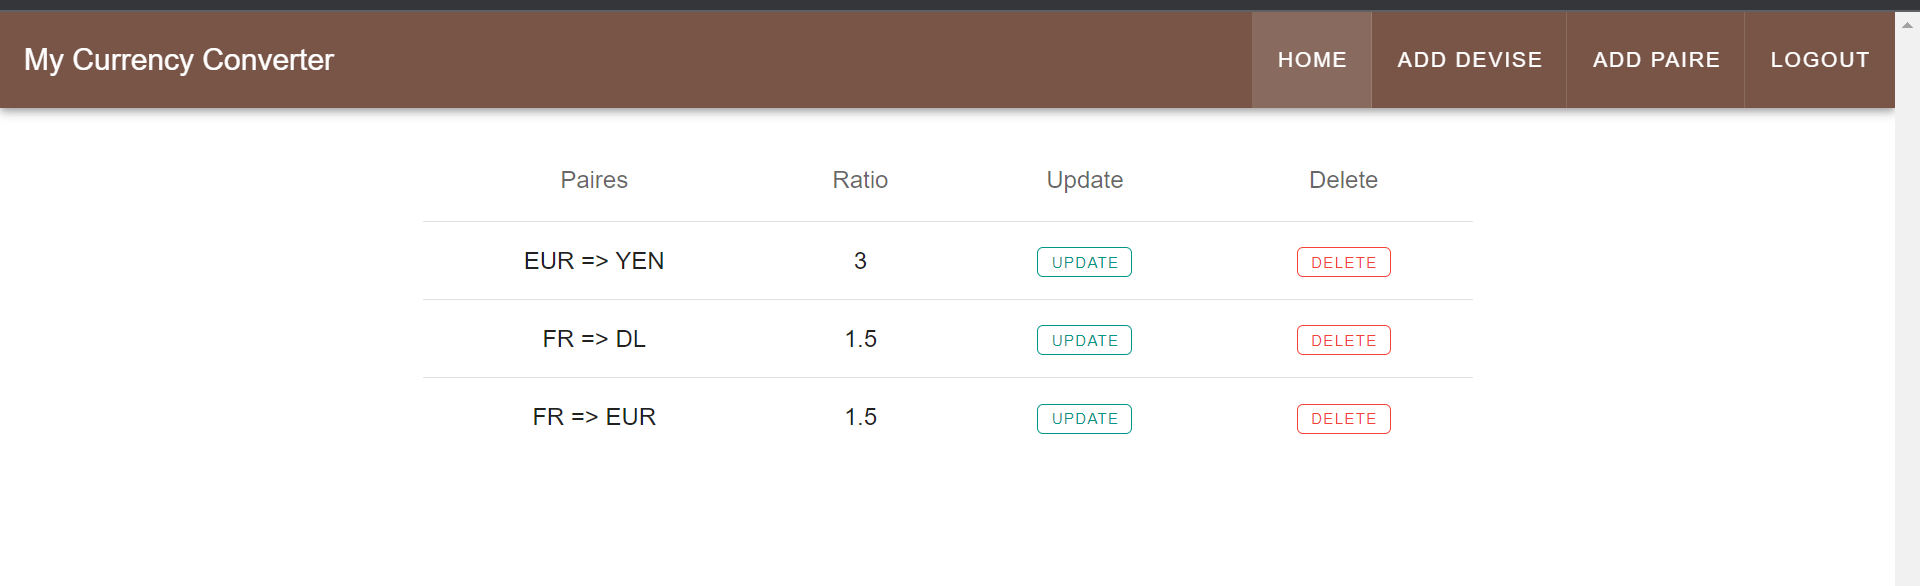 My Currency Converter HOME ADD DEVISE ADD PAIRE LOGOUT
Paires Ratio Update Delete
EUR => YEN 3 UPDATE DELETE
FR => DL 1.5 UPDATE DELETE
FR => EUR 1.5 UPDATE DELETE